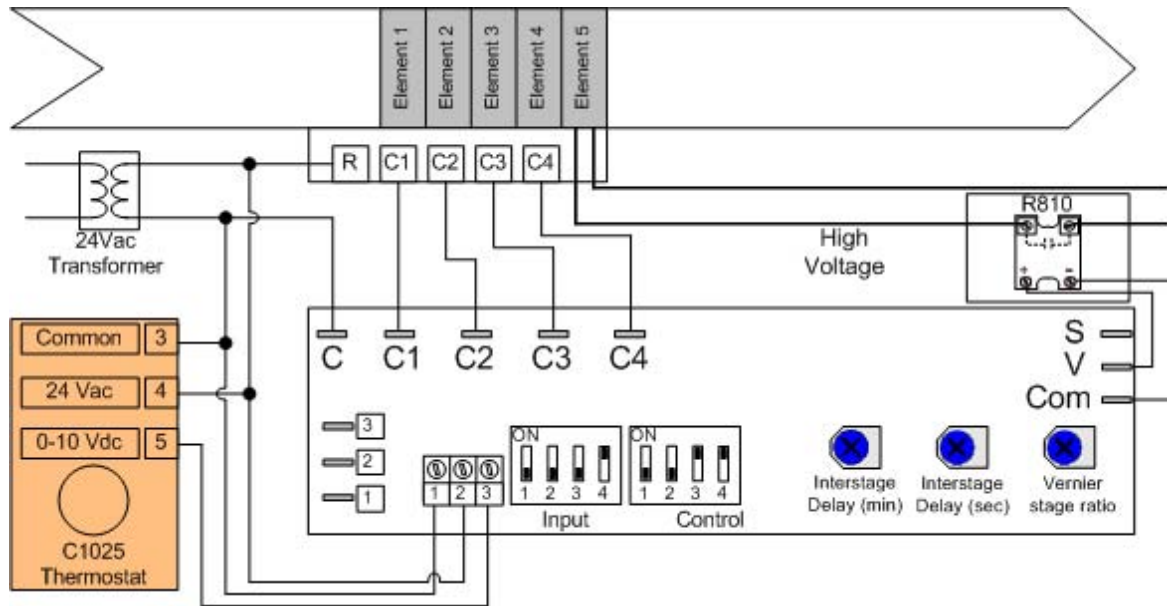 Element 1
Element 2
Element 3
Element 4
Element 5
R C1 C2 C3 C4
24Vac
Transformer
High
Voltage
R810
+ -
Common 3
24 Vac 4
0-10 Vdc 5
C1025
Thermostat
C C1 C2 C3 C4
S
V
Com
3
2
1
1 2 3
ON
1 2 3 4
Input
ON
1 2 3 4
Control
Interstage
Delay (min)
Interstage
Delay (sec)
Vernier
stage ratio